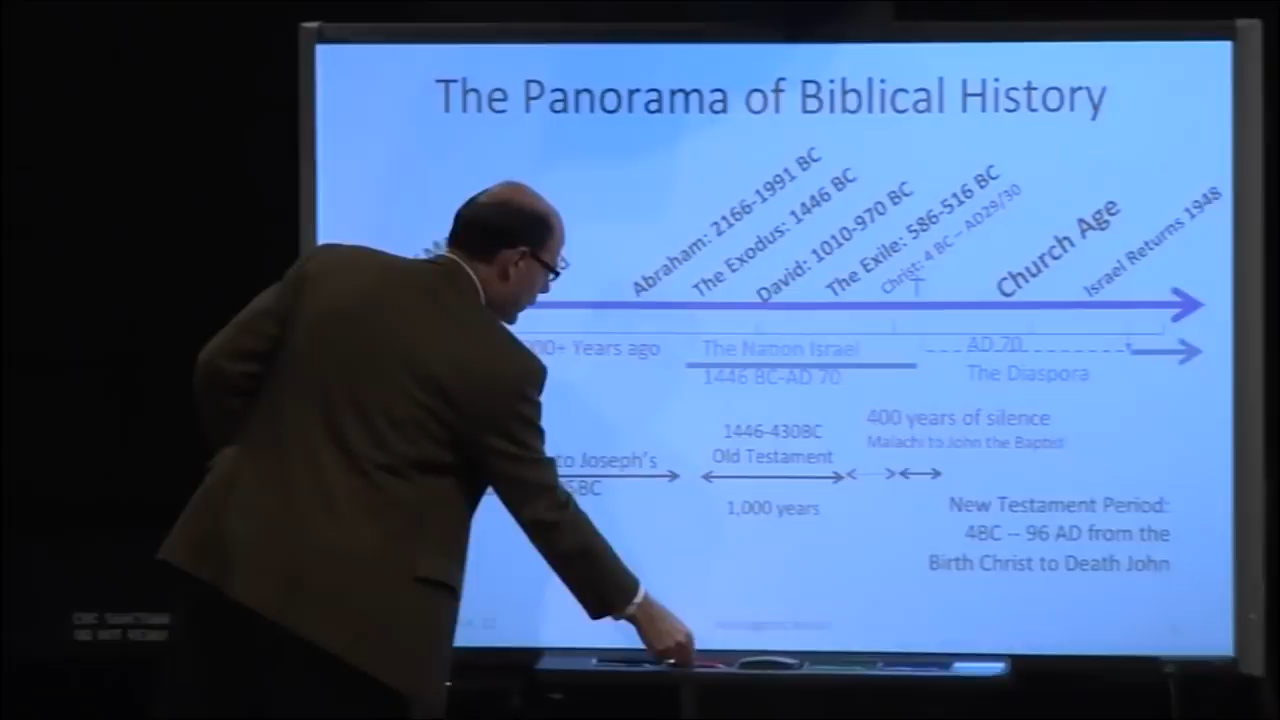 The Panorama of Biblical History
Abraham: 2166-1991 BC
The Exodus: 1446 BC
David: 1010-970 BC
The Exile: 586-516 BC
Christ: 4 BC – AD29/30
Church Age
Israel Returns 1948
00+ Years ago
The Nation Israel
1446 BC-AD 70
AD 70
The Diaspora
400 years of silence
Malachi to John the Baptist
1446-430BC
Old Testament
1,000 years
to Joseph's
5BC
New Testament Period:
4BC – 96 AD from the
Birth Christ to Death John